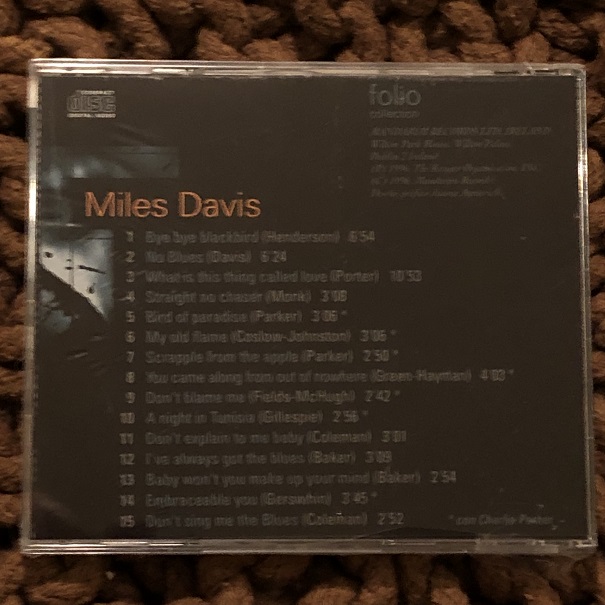 COMPACT
DISC
DIGITAL AUDIO
folio
collection
Miles Davis
1 Bye bye blackbird (Henderson) 6'54
2 No Blues (Davis) 6'24
3 What is this thing called love (Porter) 10'53
4 Straight no chaser (Monk) 3'08
5 Bird of paradise (Parker) 3'06 *
6 My old flame (Coslow-Johnston) 3'06 *
7 Scrapple from the apple (Parker) 2'50 *
8 You came along from out of nowhere (Green-Hayman) 4'03 *
9 Don't blame me (Fields-McHugh) 2'42 *
10 A night in Tunisia (Gillespie) 2'56 *
11 Don't explain to me baby (Coleman) 3'01
12 I've always got the blues (Baker) 3'09
13 Baby won't you make up your mind (Baker) 2'54
14 Embraceable you (Gerswhin) 3'45 *
15 Don't sing me the Blues (Coleman) 2'52
* con Charlie Parker